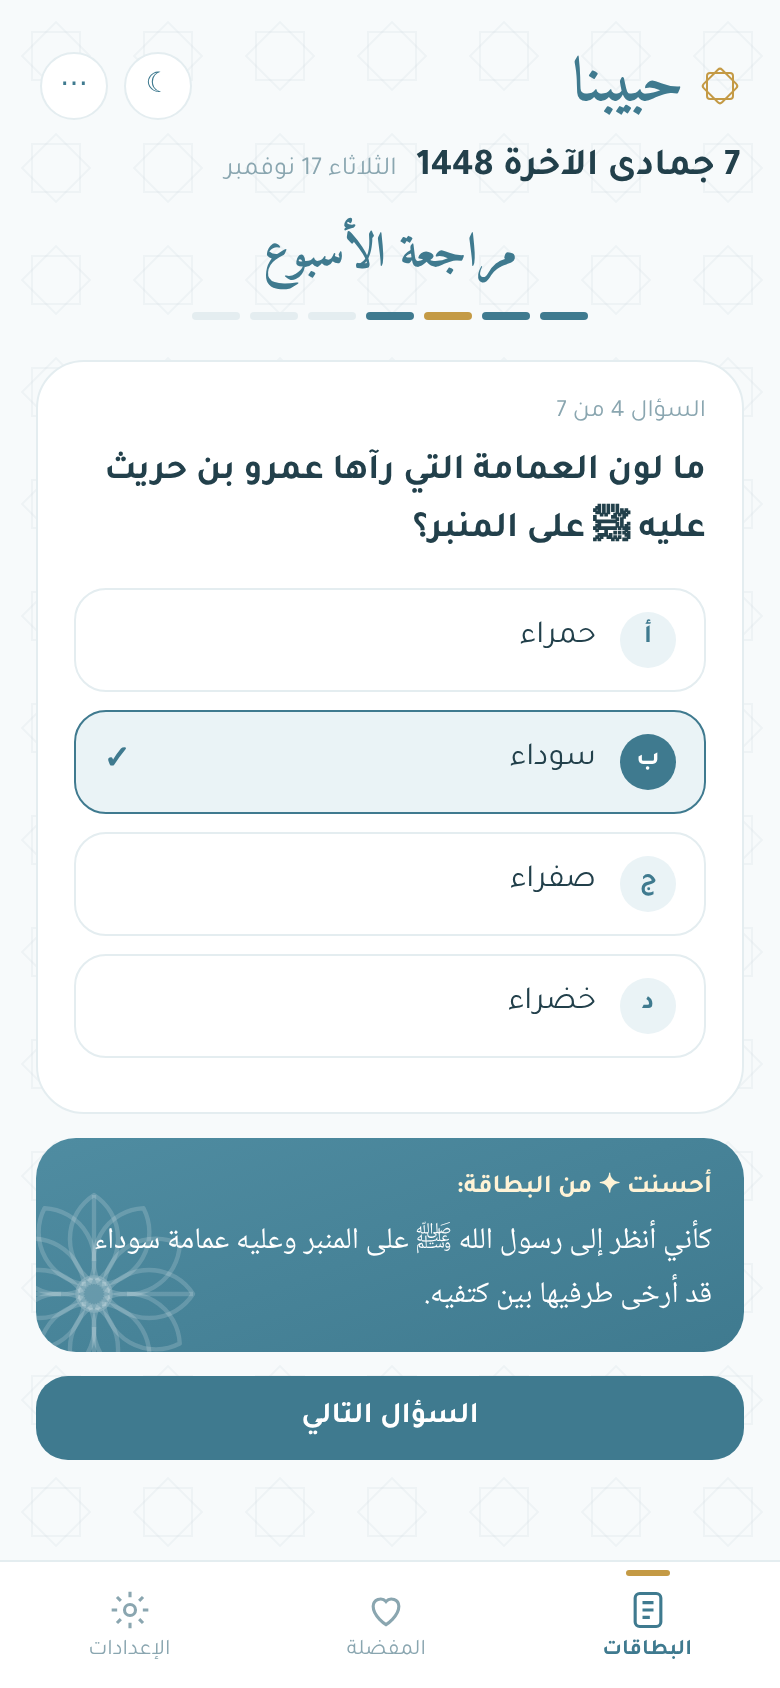 حبيبنا
7 جمادى الآخرة 1448 الثلاثاء 17 نوفمبر
مراجعة الأسبوع
السؤال 4 من 7
ما لون العمامة التي رآها عمرو بن حريث
عليه ﷺ على المنبر؟
أ حمراء
ب سوداء ✓
ج صفراء
د خضراء
أحسنت ✦ من البطاقة:
كأني أنظر إلى رسول الله ﷺ على المنبر وعليه عمامة سوداء
قد أرخى طرفيها بين كتفيه.
السؤال التالي
البطاقات المفضلة الإعدادات